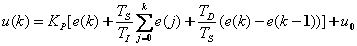 u(k) = K_P[e(k) + \frac{T_S}{T_I}\sum_{j=0}^{k} e(j) + \frac{T_D}{T_S}(e(k) - e(k-1))] + u_0